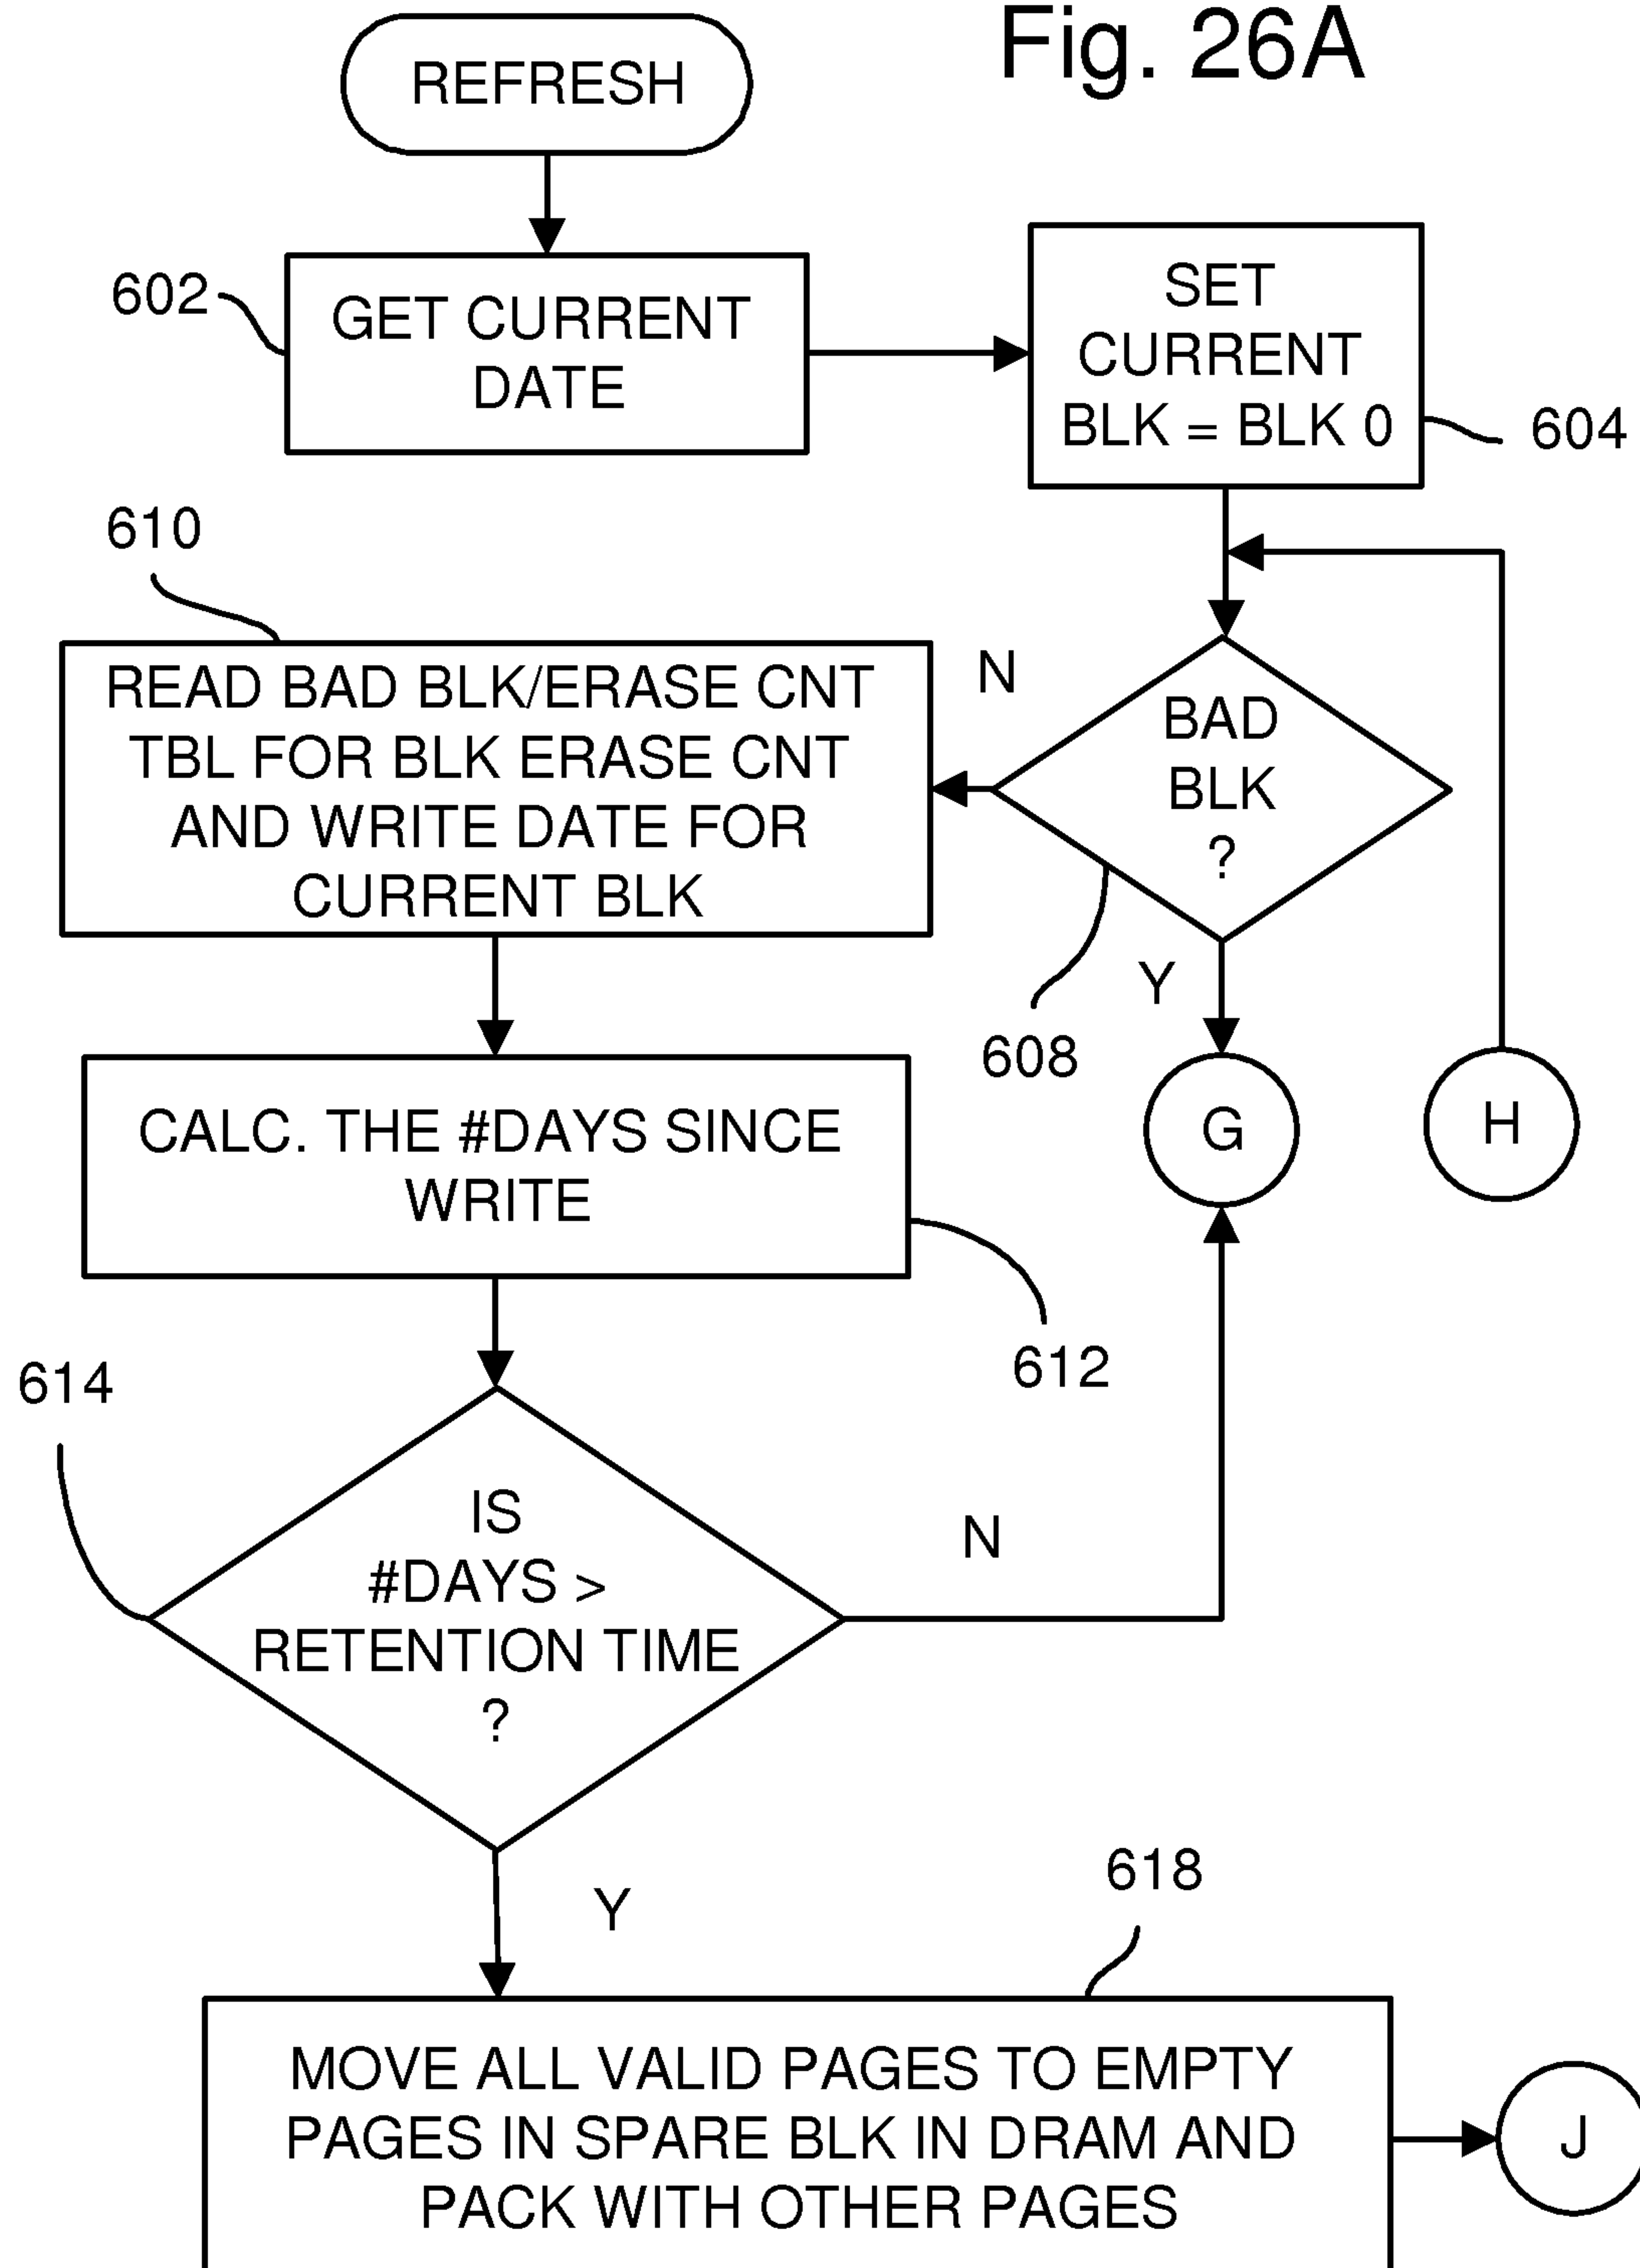 Fig. 26A
REFRESH
602
GET CURRENT
DATE
SET
CURRENT
BLK = BLK 0
604
610
READ BAD BLK/ERASE CNT
TBL FOR BLK ERASE CNT
AND WRITE DATE FOR
CURRENT BLK
N
BAD
BLK
?
Y
608
G
H
CALC. THE #DAYS SINCE
WRITE
612
614
IS
#DAYS >
RETENTION TIME
?
N
Y
618
MOVE ALL VALID PAGES TO EMPTY
PAGES IN SPARE BLK IN DRAM AND
PACK WITH OTHER PAGES
J